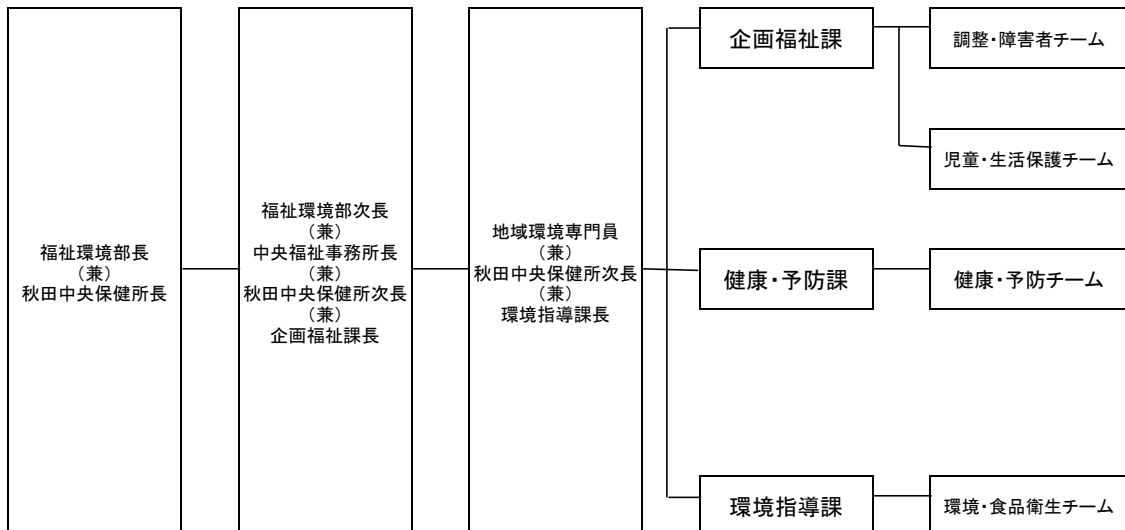 福祉環境部長
（兼）
秋田中央保健所長
福祉環境部次長
（兼）
中央福祉事務所長
（兼）
秋田中央保健所次長
（兼）
企画福祉課長
地域環境専門員
（兼）
秋田中央保健所次長
（兼）
環境指導課長
企画福祉課
調整・障害者チーム
児童・生活保護チーム
健康・予防課
健康・予防チーム
環境指導課
環境・食品衛生チーム